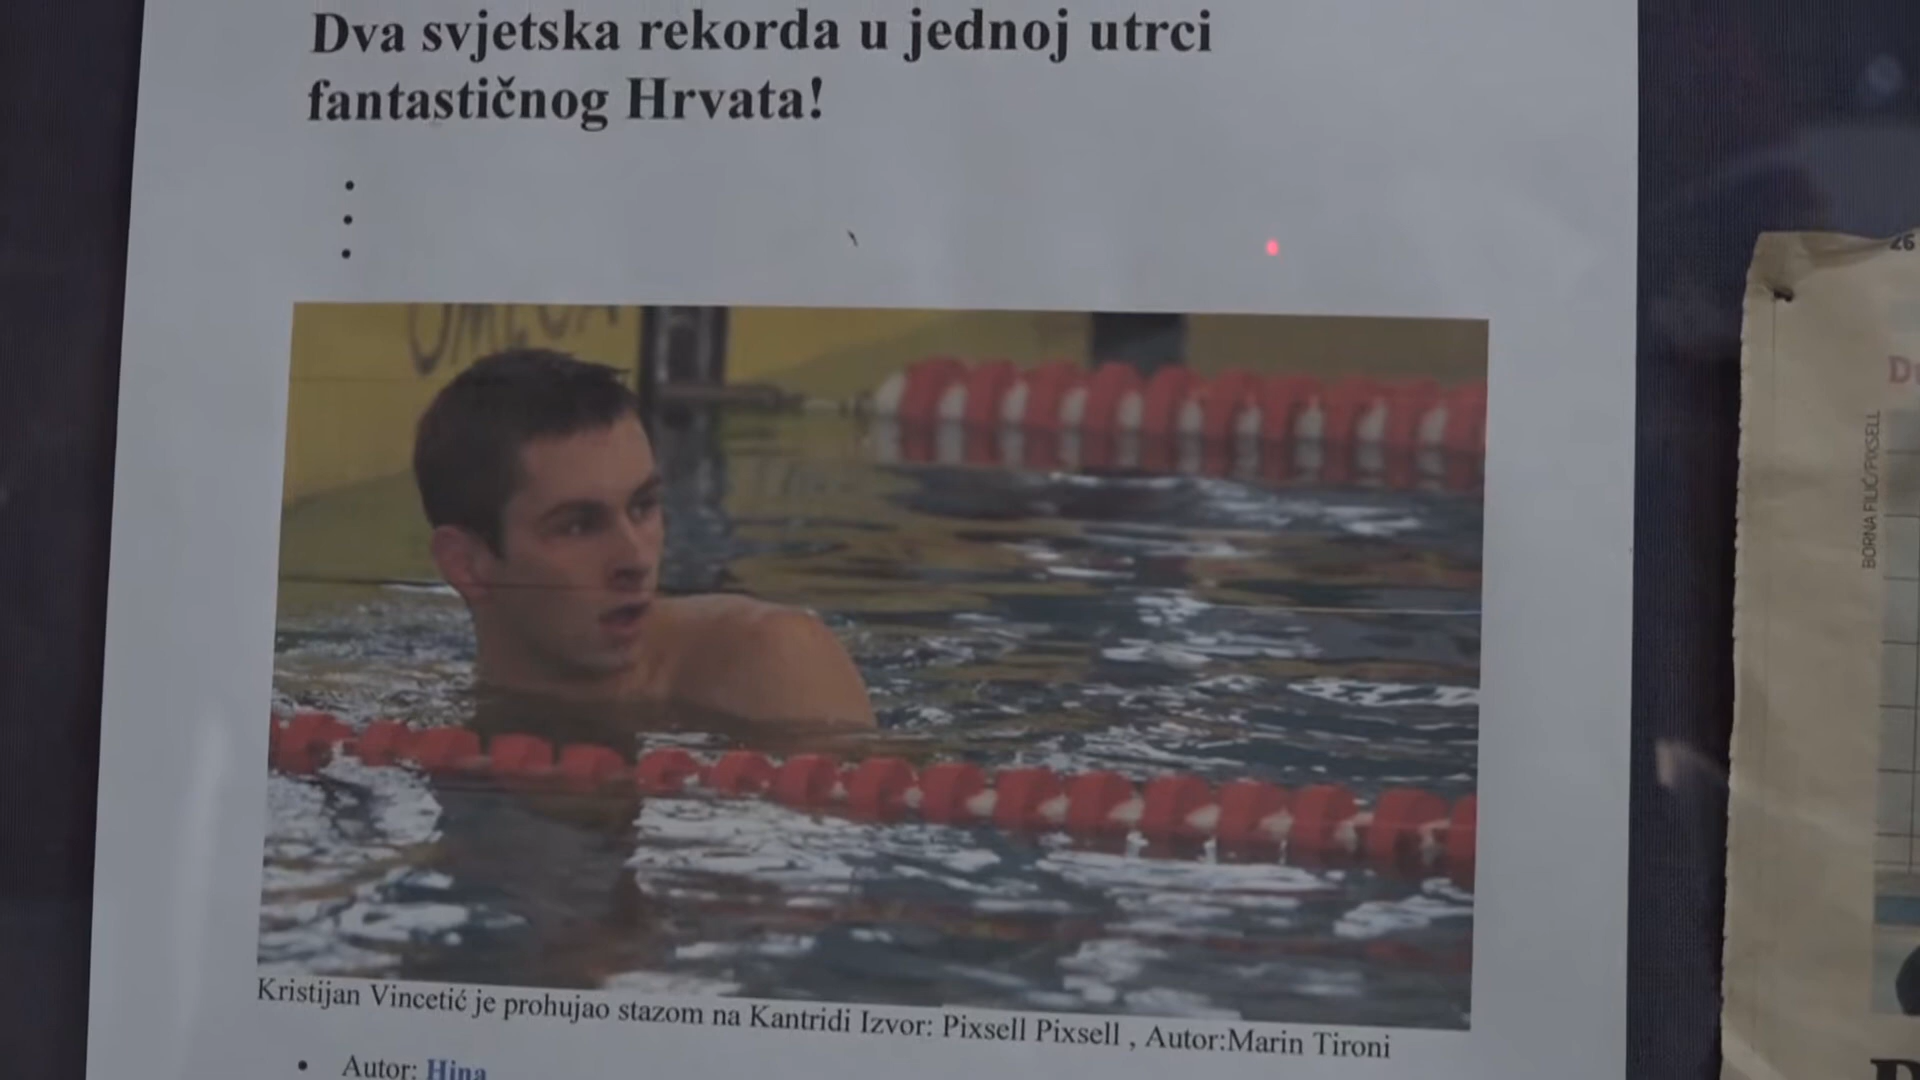 Dva svjetska rekorda u jednoj utrci
fantastičnog Hrvata!
OMEGA
Kristijan Vincetić je prohujao stazom na Kantridi Izvor: Pixsell Pixsell , Autor:Marin Tironi
Autor: Hina
26
BORNA FILIĆ/PIXSELL